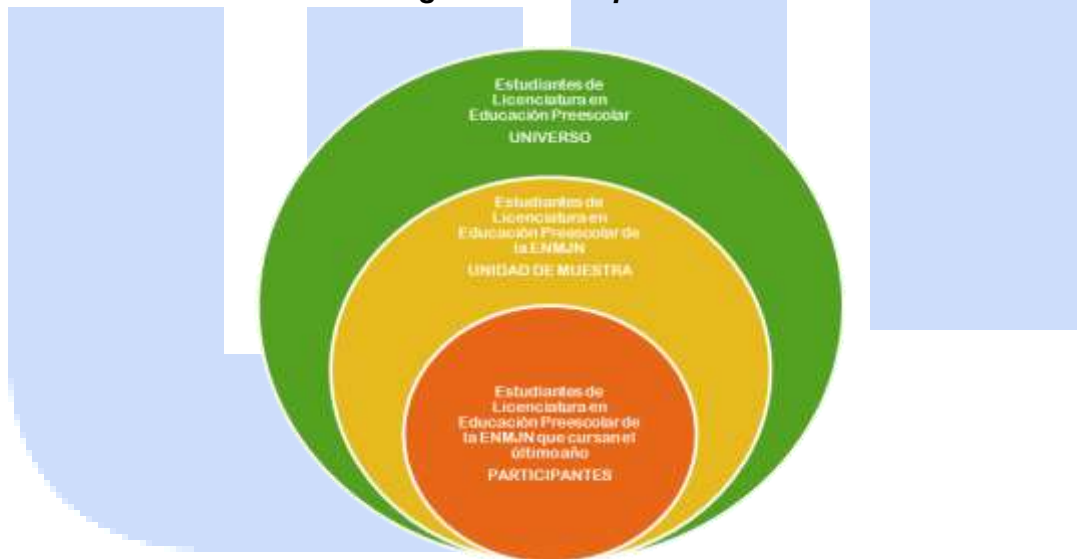 Estudiantes de
Licenciatura en
Educación Preescolar
UNIVERSO
Estudiantes de
Licenciatura en
Educación Preescolar de
la ENMJN
UNIDAD DE MUESTRA
Estudiantes de
Licenciatura en
Educación Preescolar de
la ENMJN que cursan el
último año
PARTICIPANTES